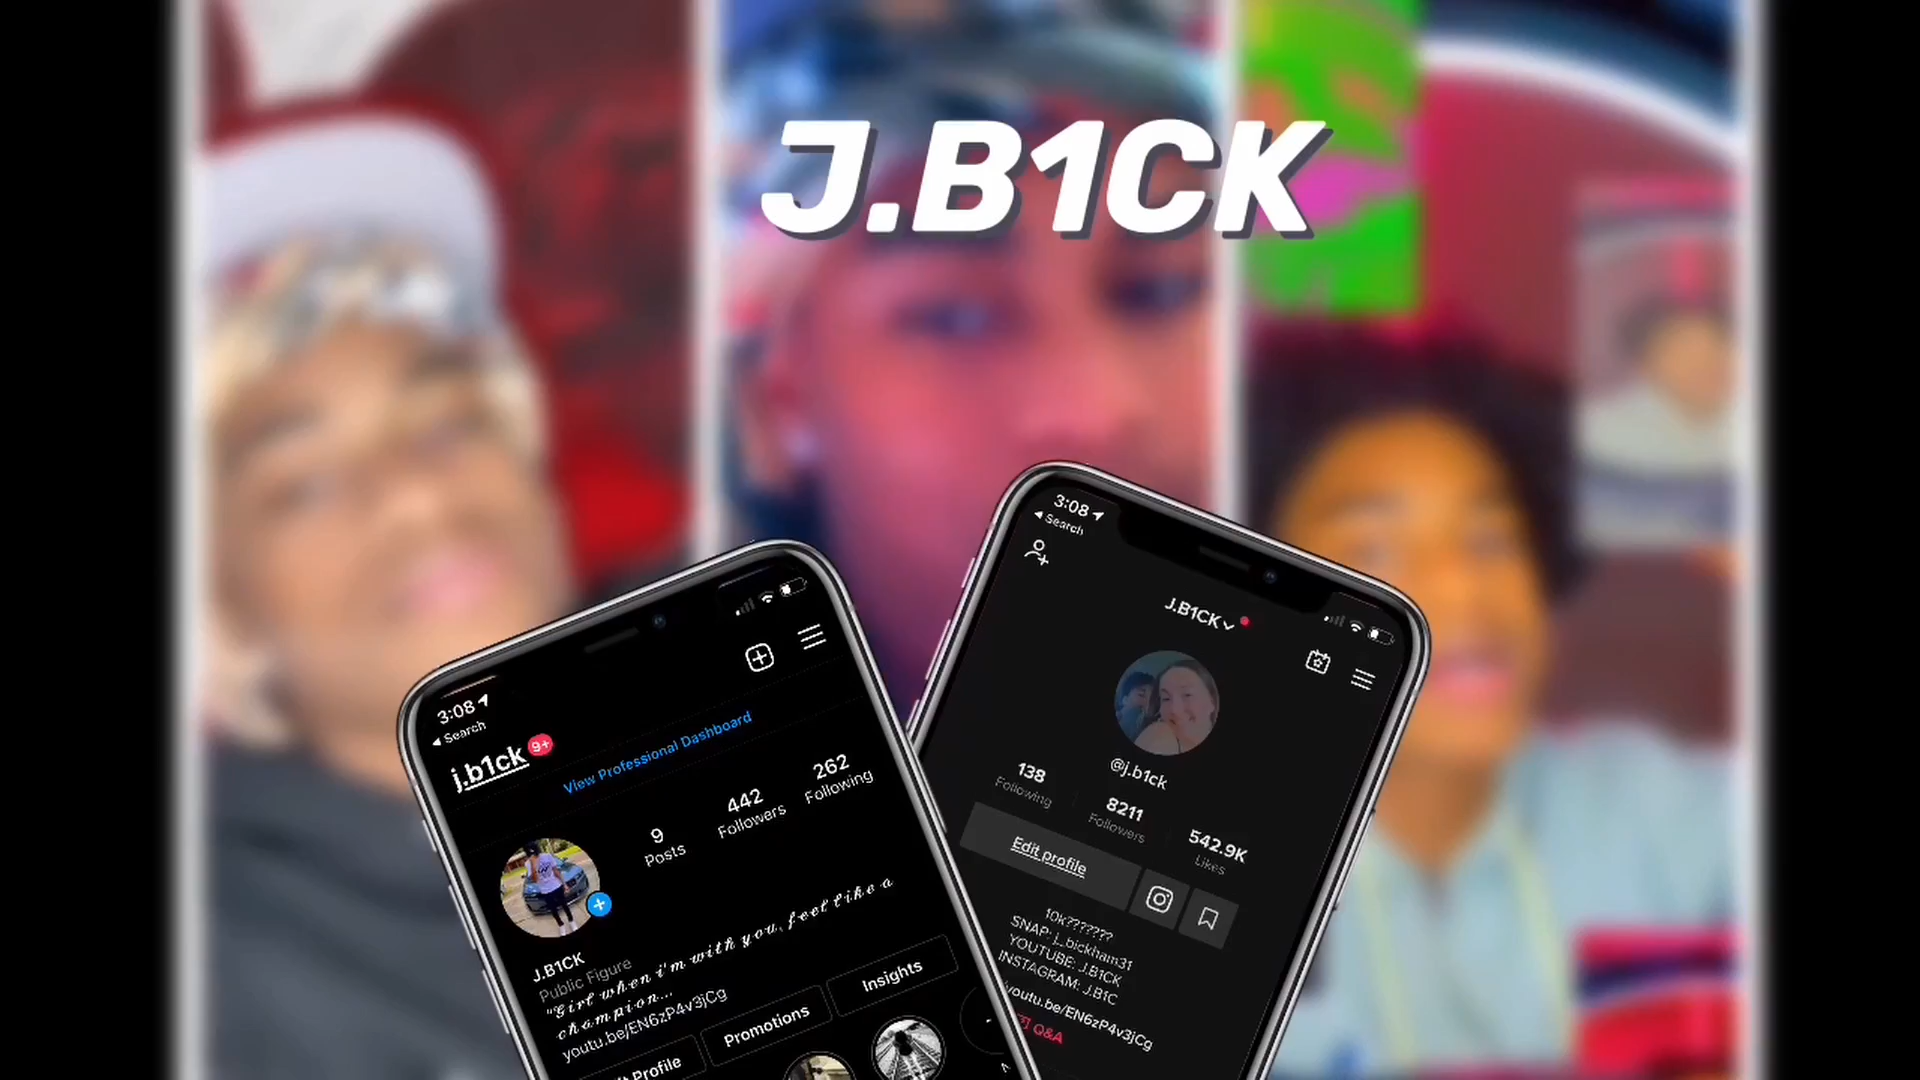 J.B1CK
3:08
Search
j.b1ck 9+
View Professional Dashboard
9
Posts
442
Followers
262
Following
J.B1CK
Public Figure
"Girl when i'm with you, feel like a
champion...
youtu.be/EN6zP4v3jCg
Profile
Promotions
Insights
3:08
Search
J.B1CK
@j.b1ck
138
Following
8211
Followers
542.9K
Likes
Edit profile
10k???????
SNAP: j_bickham31
YOUTUBE: J.B1CK
INSTAGRAM: J.B1C
youtu.be/EN6zP4v3jCg
Q&A